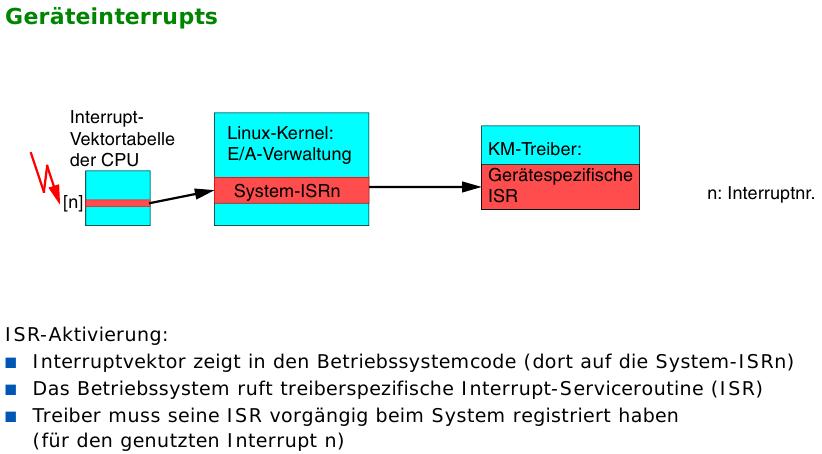 Geräteinterrupts
Interrupt-
Vektortabelle
der CPU
[n]
Linux-Kernel:
E/A-Verwaltung
System-ISRn
KM-Treiber:
Gerätespezifische
ISR
n: Interruptnr.
ISR-Aktivierung:
Interruptvektor zeigt in den Betriebssystemcode (dort auf die System-ISRn)
Das Betriebssystem ruft treiberspezifische Interrupt-Serviceroutine (ISR)
Treiber muss seine ISR vorgängig beim System registriert haben
(für den genutzten Interrupt n)